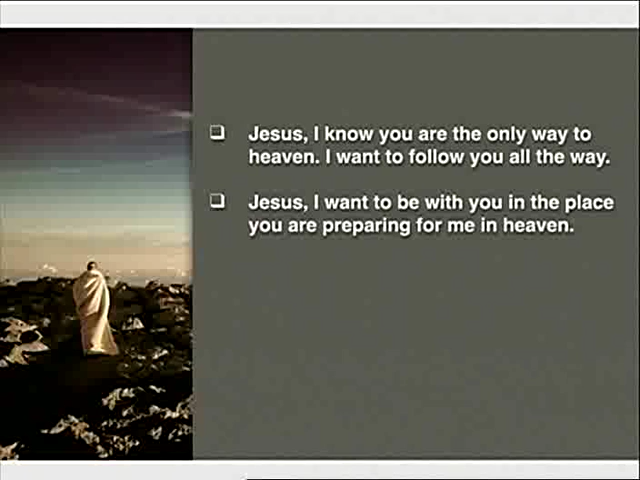 Jesus, I know you are the only way to
heaven. I want to follow you all the way.
Jesus, I want to be with you in the place
you are preparing for me in heaven.